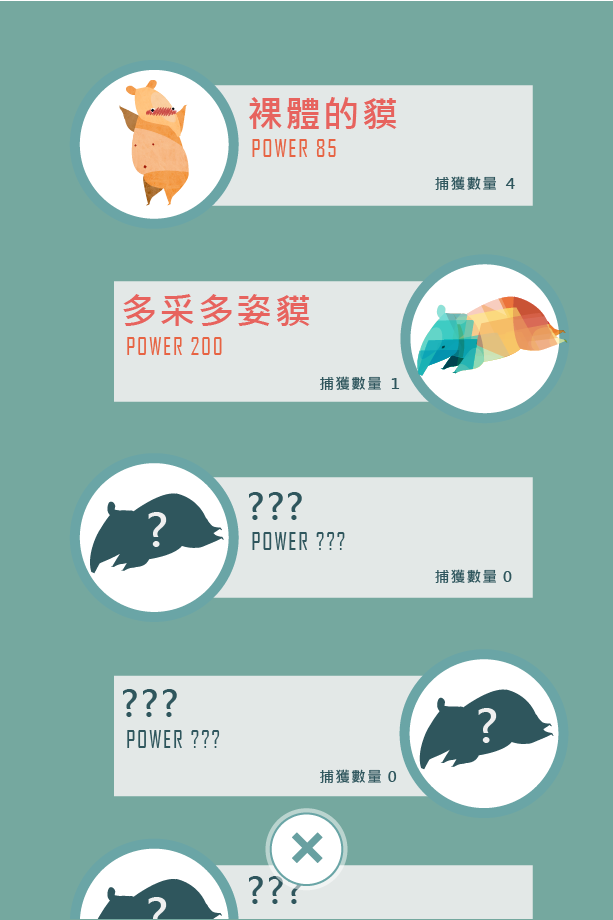 裸體的貘
POWER 85
捕獲數量 4
多采多姿貘
POWER 200
捕獲數量 1
?
???
POWER ???
捕獲數量 0
???
POWER ???
捕獲數量 0
?
?
???